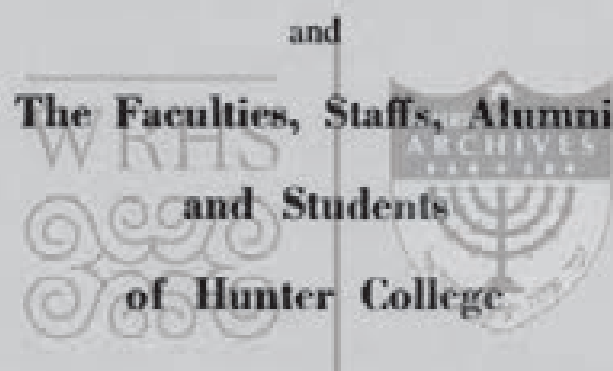 and
The Faculties, Staffs, Alumni
WRHS
ARCHIVES
and Students
of Hunter College